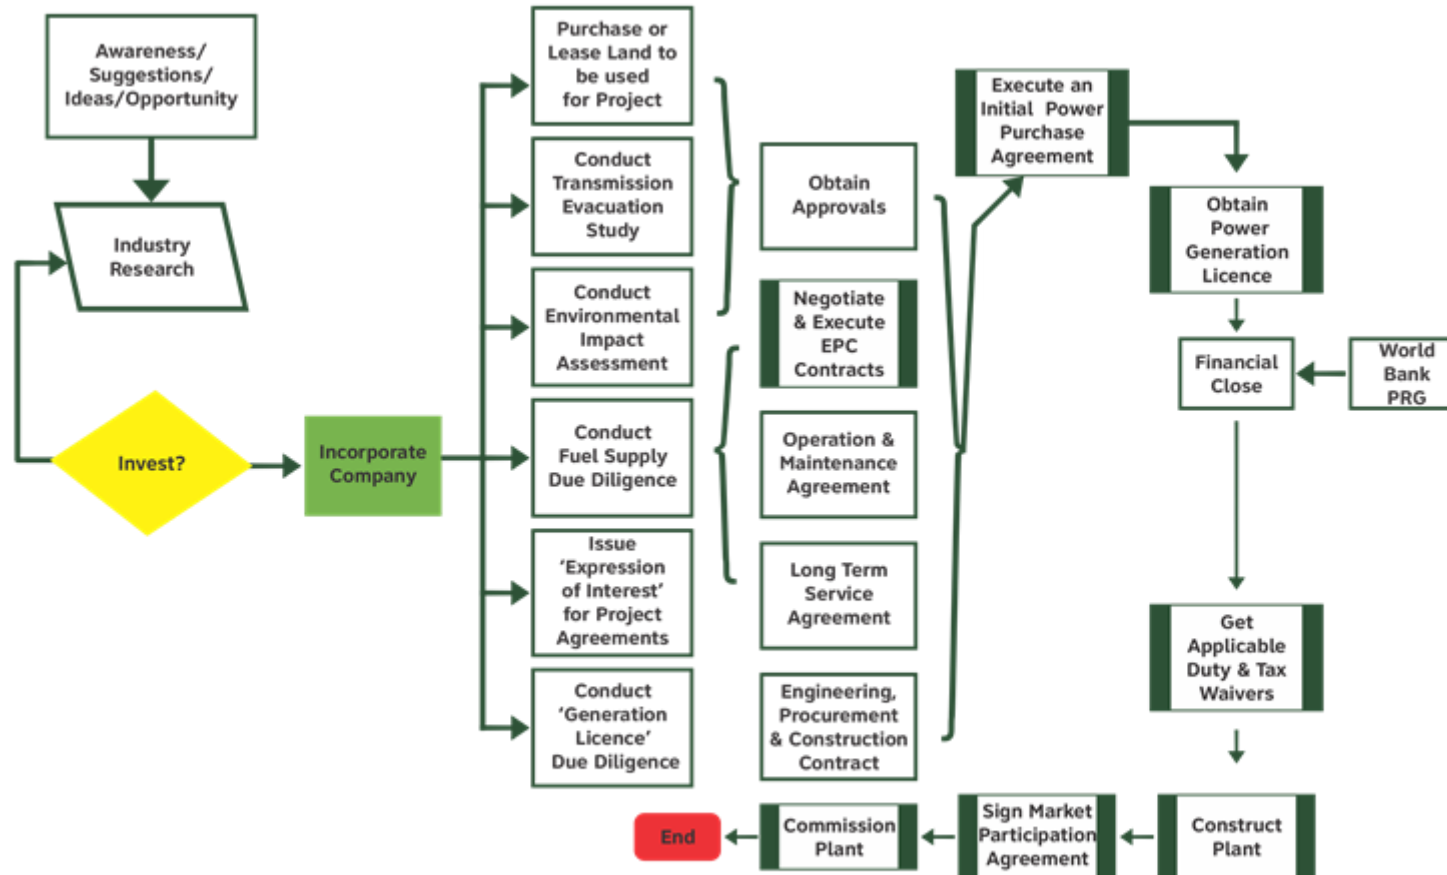 Awareness/
Suggestions/
Ideas/Opportunity
Industry
Research
Invest?
Incorporate
Company
Purchase or
Lease Land to
be used
for Project
Conduct
Transmission
Evacuation
Study
Conduct
Environmental
Impact
Assessment
Conduct
Fuel Supply
Due Diligence
Issue
‘Expression
of Interest’
for Project
Agreements
Conduct
‘Generation
Licence’
Due Diligence
Obtain
Approvals
Negotiate
& Execute
EPC
Contracts
Operation &
Maintenance
Agreement
Long Term
Service
Agreement
Engineering,
Procurement
& Construction
Contract
Execute an
Initial Power
Purchase
Agreement
Obtain
Power
Generation
Licence
Financial
Close
World
Bank
PRG
Get
Applicable
Duty & Tax
Waivers
Construct
Plant
Sign Market
Participation
Agreement
Commission
Plant
End